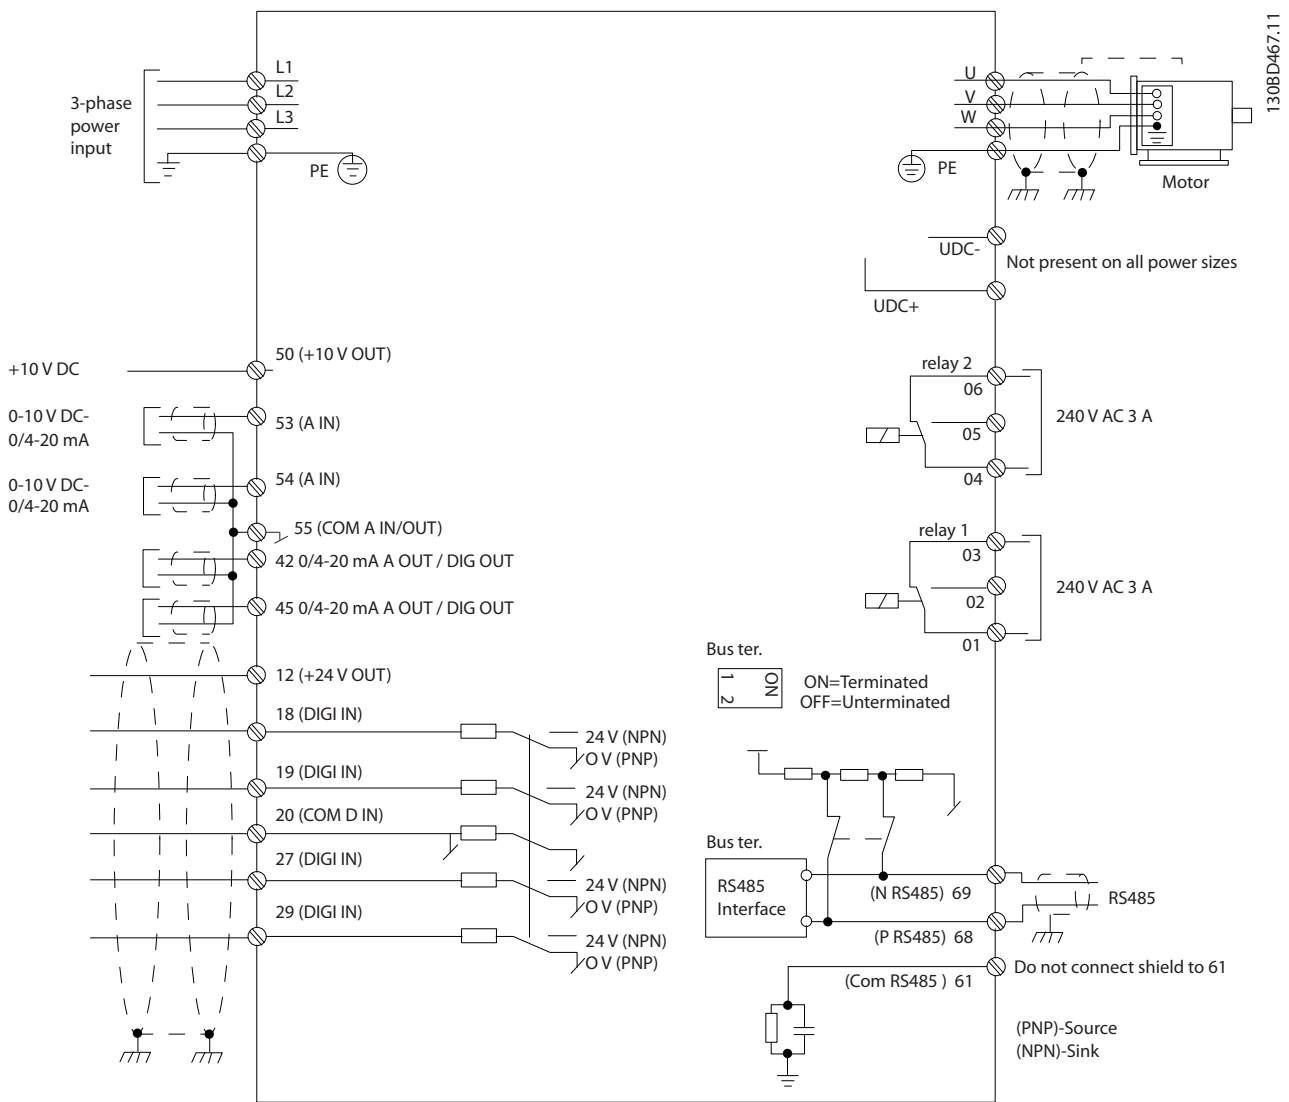 130BD467.11
3-phase
power
input
L1
L2
L3
PE
U
V
W
PE
Motor
UDC-
Not present on all power sizes
UDC+
+10 V DC
50 (+10 V OUT)
0-10 V DC-
0/4-20 mA
53 (A IN)
0-10 V DC-
0/4-20 mA
54 (A IN)
55 (COM A IN/OUT)
42 0/4-20 mA A OUT / DIG OUT
45 0/4-20 mA A OUT / DIG OUT
relay 2
06
05
04
240 V AC 3 A
relay 1
03
02
01
240 V AC 3 A
12 (+24 V OUT)
18 (DIGI IN)
24 V (NPN)
O V (PNP)
19 (DIGI IN)
24 V (NPN)
O V (PNP)
20 (COM D IN)
27 (DIGI IN)
24 V (NPN)
O V (PNP)
29 (DIGI IN)
24 V (NPN)
O V (PNP)
Bus ter.
1
2
ON
ON=Terminated
OFF=Unterminated
Bus ter.
RS485
Interface
(N RS485) 69
(P RS485) 68
RS485
(Com RS485 ) 61
Do not connect shield to 61
(PNP)-Source
(NPN)-Sink